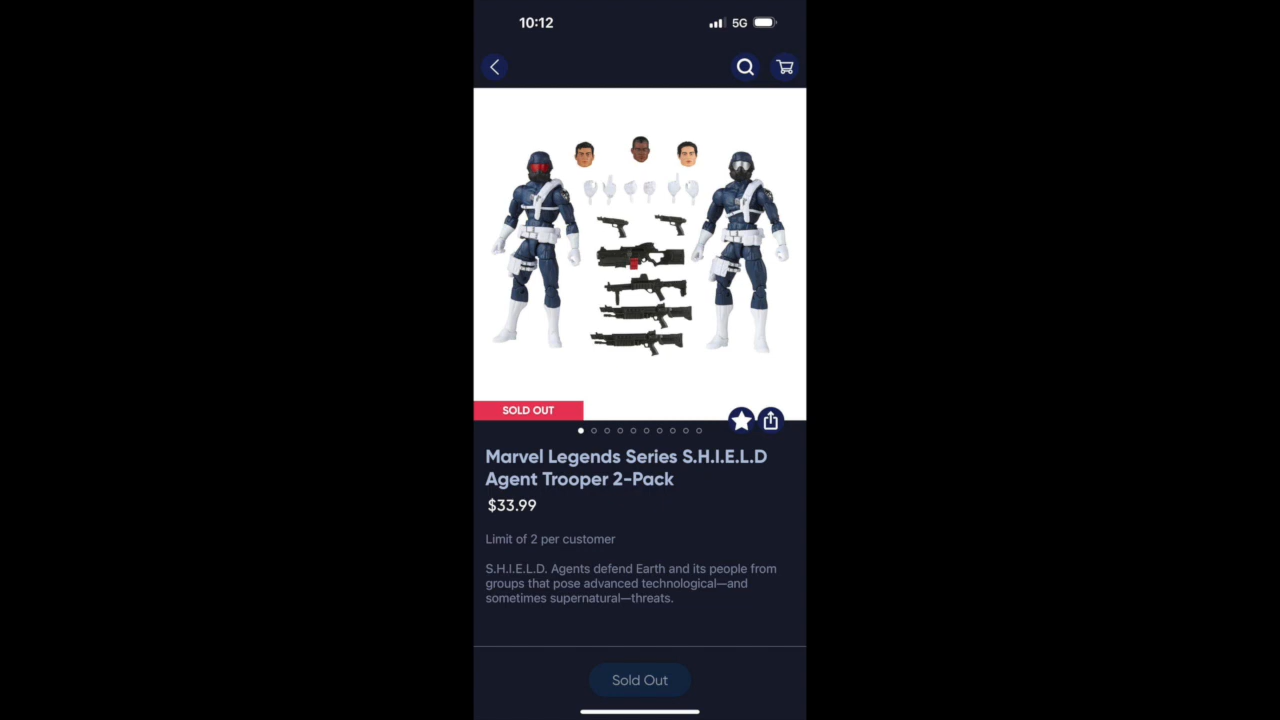 10:12
5G
SOLD OUT
Marvel Legends Series S.H.I.E.L.D
Agent Trooper 2-Pack
$33.99
Limit of 2 per customer
S.H.I.E.L.D. Agents defend Earth and its people from
groups that pose advanced technological—and
sometimes supernatural—threats.
Sold Out